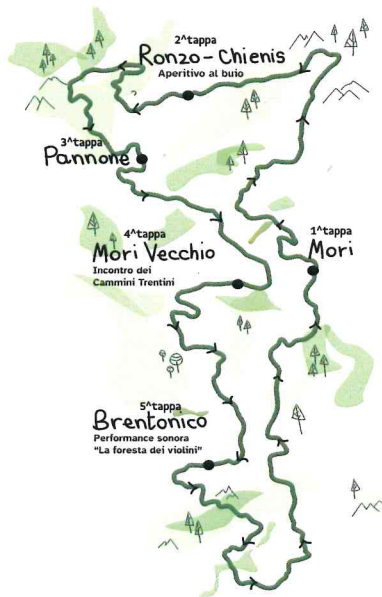 2^tappa
Ronzo-Chienis
Aperitivo al buio
3^tappa
Pannone
4^tappa
Mori Vecchio
Incontro dei
Cammini Trentini
1^tappa
Mori
5^tappa
Brentonico
Performance sonora
"La foresta dei violini"